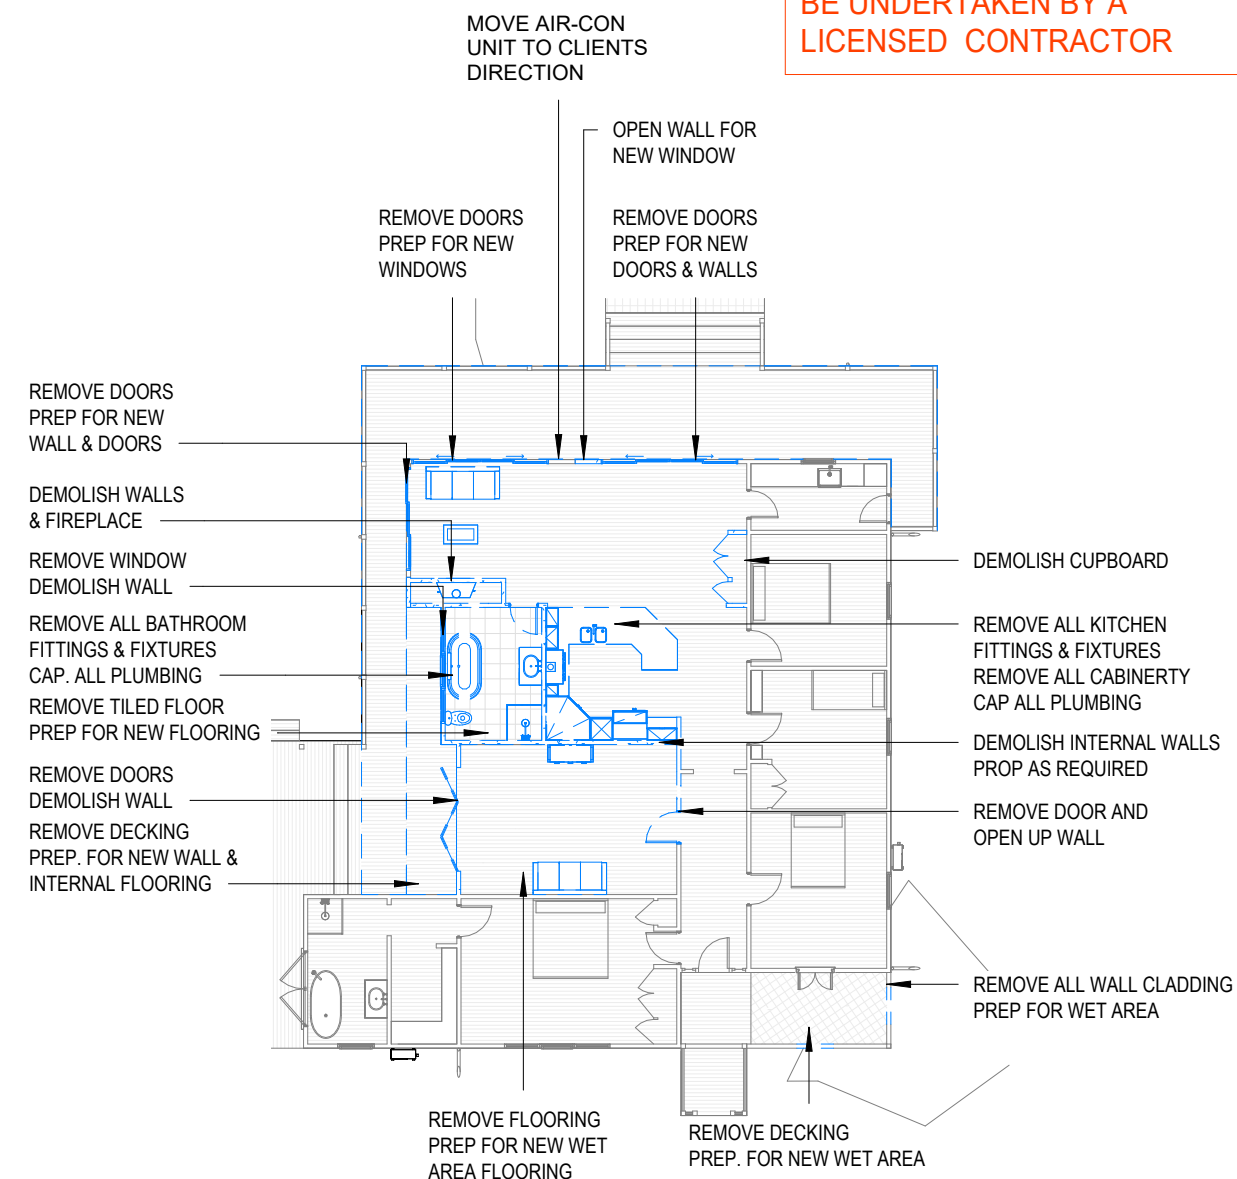 BE UNDERTAKEN BY A
LICENSED CONTRACTOR
MOVE AIR-CON
UNIT TO CLIENTS
DIRECTION
OPEN WALL FOR
NEW WINDOW
REMOVE DOORS
PREP FOR NEW
WINDOWS
REMOVE DOORS
PREP FOR NEW
DOORS & WALLS
REMOVE DOORS
PREP FOR NEW
WALL & DOORS
DEMOLISH WALLS
& FIREPLACE
REMOVE WINDOW
DEMOLISH WALL
REMOVE ALL BATHROOM
FITTINGS & FIXTURES
CAP. ALL PLUMBING
REMOVE TILED FLOOR
PREP FOR NEW FLOORING
REMOVE DOORS
DEMOLISH WALL
REMOVE DECKING
PREP. FOR NEW WALL &
INTERNAL FLOORING
DEMOLISH CUPBOARD
REMOVE ALL KITCHEN
FITTINGS & FIXTURES
REMOVE ALL CABINERTY
CAP ALL PLUMBING
DEMOLISH INTERNAL WALLS
PROP AS REQUIRED
REMOVE DOOR AND
OPEN UP WALL
REMOVE ALL WALL CLADDING
PREP FOR WET AREA
REMOVE FLOORING
PREP FOR NEW WET
AREA FLOORING
REMOVE DECKING
PREP. FOR NEW WET AREA